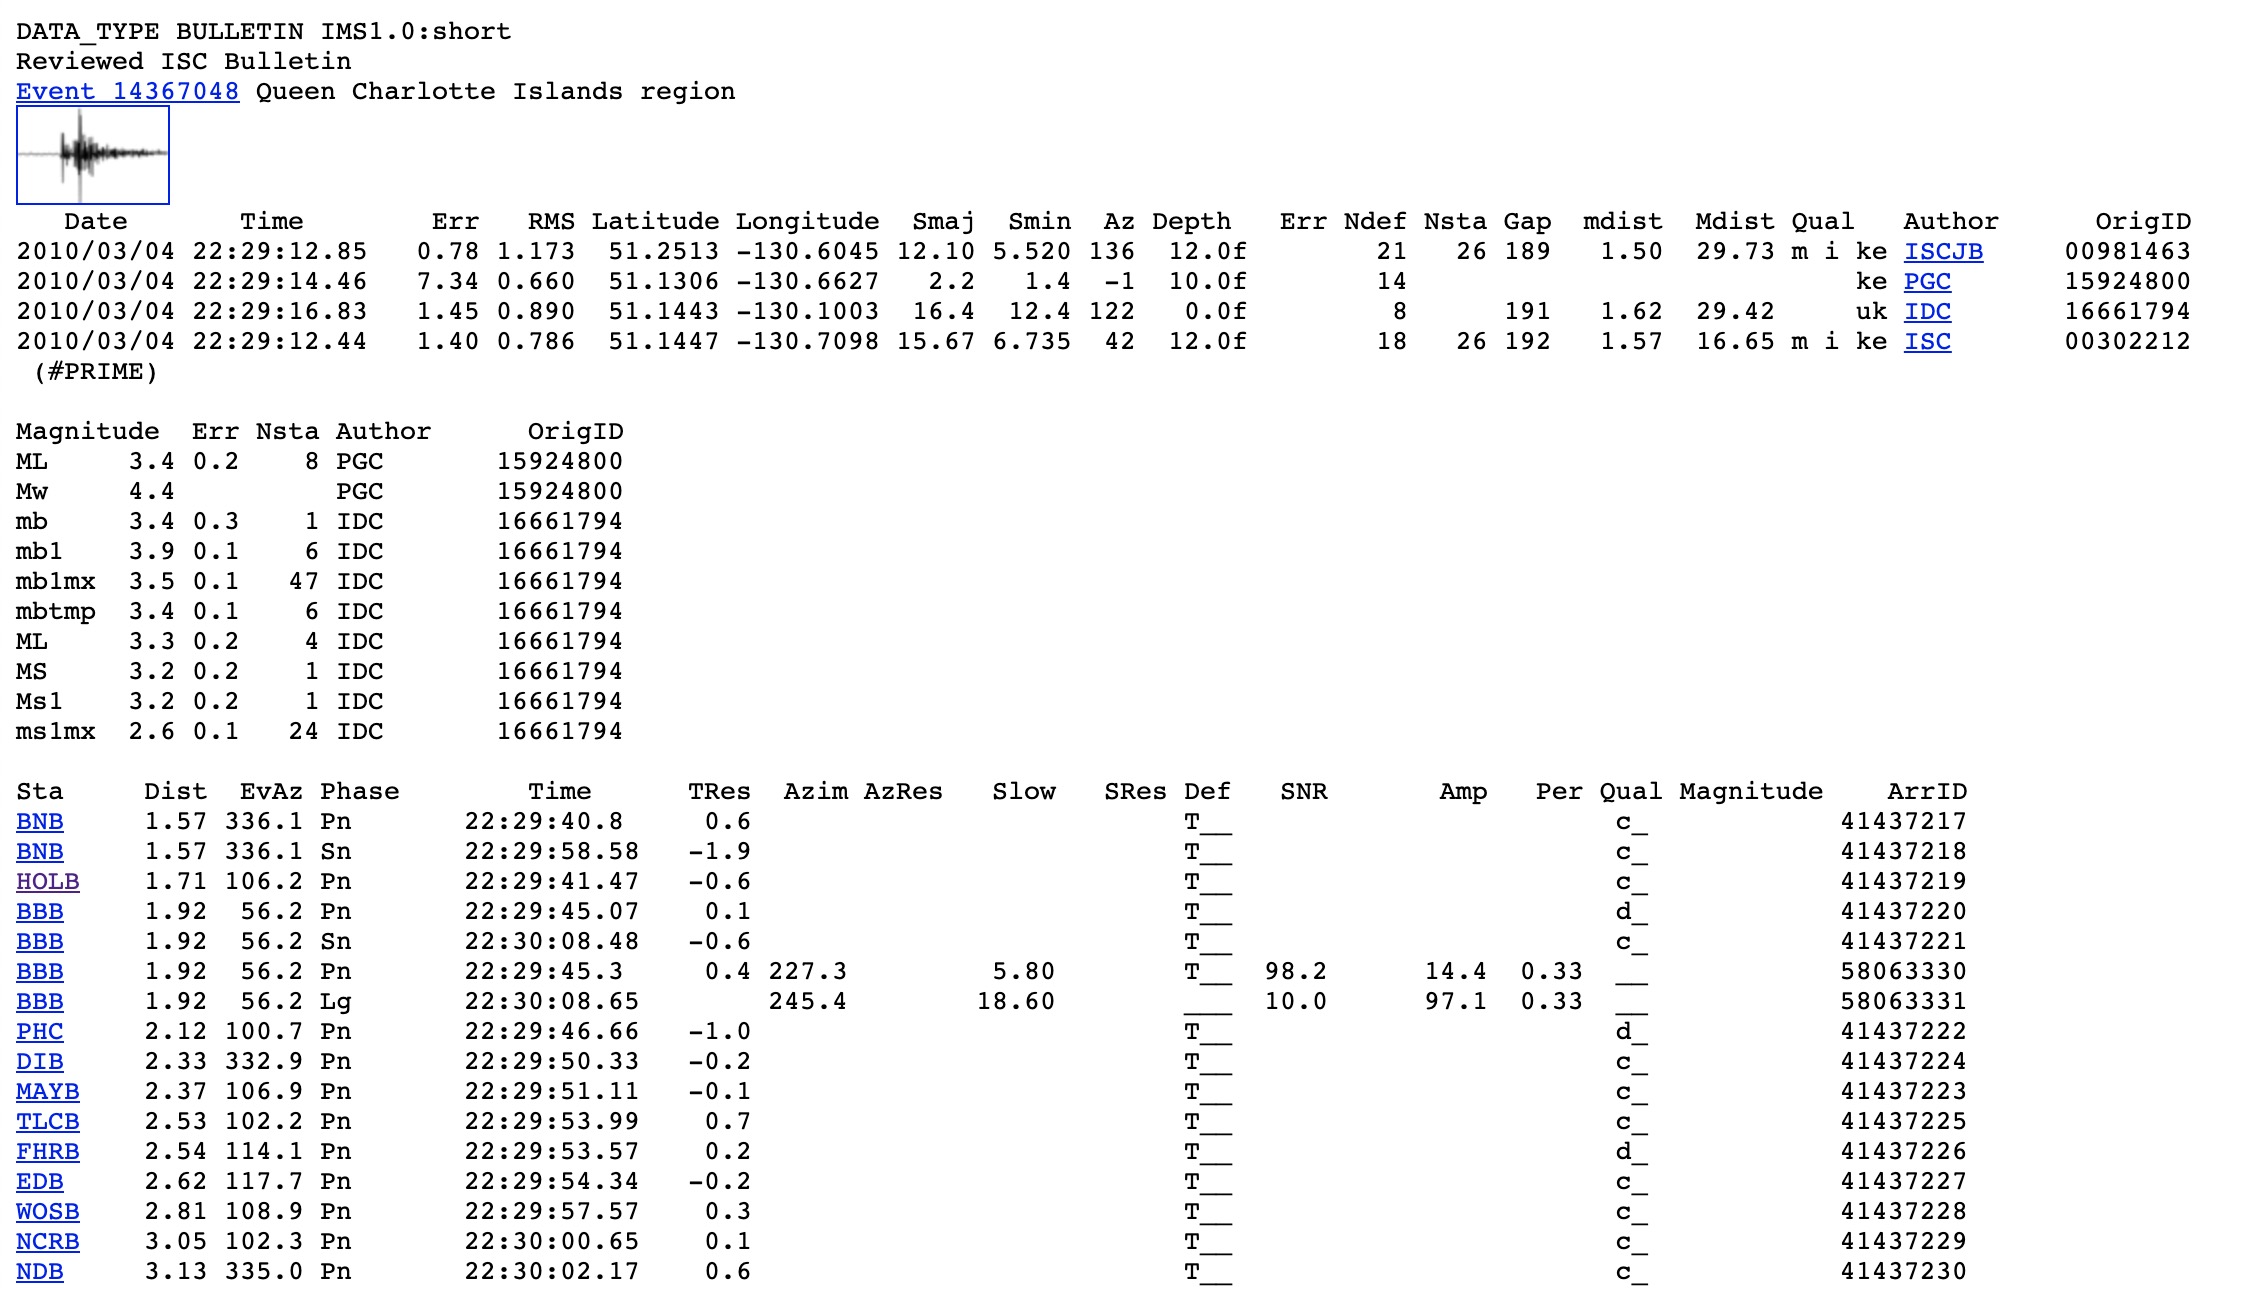 DATA_TYPE BULLETIN IMS1.0:short
Reviewed ISC Bulletin
Event 14367048 Queen Charlotte Islands region
   Date       Time        Err   RMS Latitude Longitude  Smaj  Smin  Az Depth   Err Ndef Nsta Gap  mdist  Mdist Qual   Author      OrigID
2010/03/04 22:29:12.85   0.78 1.173  51.2513 -130.6045 12.10 5.520 136  12.0f        21   26 189   1.50  29.73 m i ke ISCJB     00981463
2010/03/04 22:29:14.46   7.34 0.660  51.1306 -130.6627   2.2   1.4  -1  10.0f        14                            ke PGC       15924800
2010/03/04 22:29:16.83   1.45 0.890  51.1443 -130.1003  16.4  12.4 122   0.0f         8      191   1.62  29.42     uk IDC       16661794
2010/03/04 22:29:12.44   1.40 0.786  51.1447 -130.7098 15.67 6.735  42  12.0f        18   26 192   1.57  16.65 m i ke ISC       00302212
 (#PRIME)
Magnitude  Err Nsta Author      OrigID
ML     3.4 0.2    8 PGC       15924800
Mw     4.4          PGC       15924800
mb     3.4 0.3    1 IDC       16661794
mb1    3.9 0.1    6 IDC       16661794
mb1mx  3.5 0.1   47 IDC       16661794
mbtmp  3.4 0.1    6 IDC       16661794
ML     3.3 0.2    4 IDC       16661794
MS     3.2 0.2    1 IDC       16661794
Ms1    3.2 0.2    1 IDC       16661794
ms1mx  2.6 0.1   24 IDC       16661794
Sta     Dist  EvAz Phase        Time      TRes  Azim AzRes   Slow   SRes Def   SNR       Amp   Per Qual Magnitude    ArrID
BNB     1.57 336.1 Pn       22:29:40.8     0.6                           T__                        c_            41437217
BNB     1.57 336.1 Sn       22:29:58.58   -1.9                           T__                        c_            41437218
HOLB    1.71 106.2 Pn       22:29:41.47   -0.6                           T__                        c_            41437219
BBB     1.92  56.2 Pn       22:29:45.07    0.1                           T__                        d_            41437220
BBB     1.92  56.2 Sn       22:30:08.48   -0.6                           T__                        c_            41437221
BBB     1.92  56.2 Pn       22:29:45.3     0.4 227.3         5.80        T__  98.2      14.4  0.33  __            58063330
BBB     1.92  56.2 Lg       22:30:08.65        245.4        18.60        ___  10.0      97.1  0.33  __            58063331
PHC     2.12 100.7 Pn       22:29:46.66   -1.0                           T__                        d_            41437222
DIB     2.33 332.9 Pn       22:29:50.33   -0.2                           T__                        c_            41437224
MAYB    2.37 106.9 Pn       22:29:51.11   -0.1                           T__                        c_            41437223
TLCB    2.53 102.2 Pn       22:29:53.99    0.7                           T__                        c_            41437225
FHRB    2.54 114.1 Pn       22:29:53.57    0.2                           T__                        d_            41437226
EDB     2.62 117.7 Pn       22:29:54.34   -0.2                           T__                        c_            41437227
WOSB    2.81 108.9 Pn       22:29:57.57    0.3                           T__                        c_            41437228
NCRB    3.05 102.3 Pn       22:30:00.65    0.1                           T__                        c_            41437229
NDB     3.13 335.0 Pn       22:30:02.17    0.6                           T__                        c_            41437230